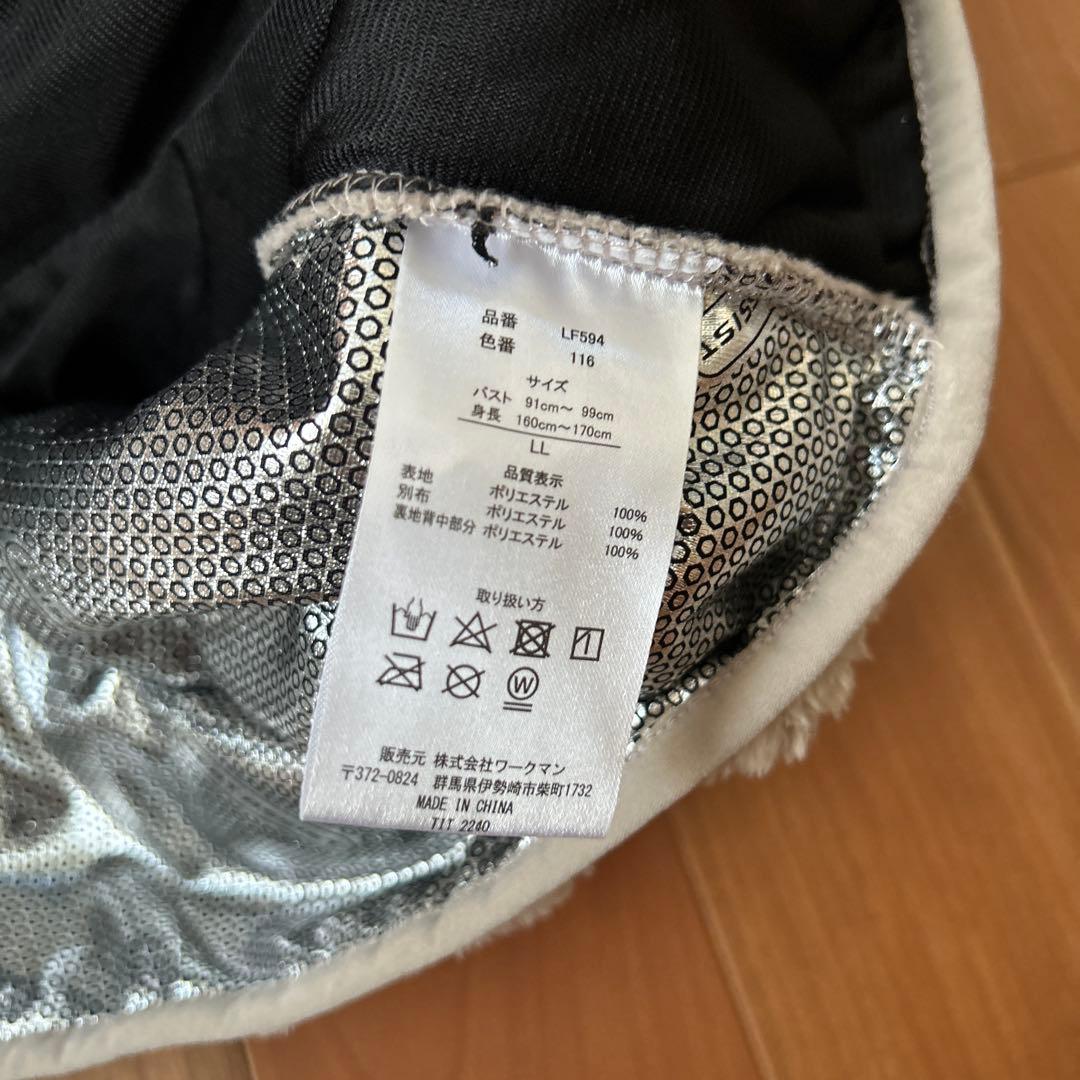 品番 LF594
色番 116
サイズ
バスト 91cm～ 99cm
身長 160cm～170cm
LL
品質表示
表地 ポリエステル 100%
別布 ポリエステル 100%
裏地背中部分 ポリエステル 100%
取り扱い方
1
W
販売元 株式会社ワークマン
〒372-0824 群馬県伊勢崎市柴町1732
MADE IN CHINA
TIT 2240